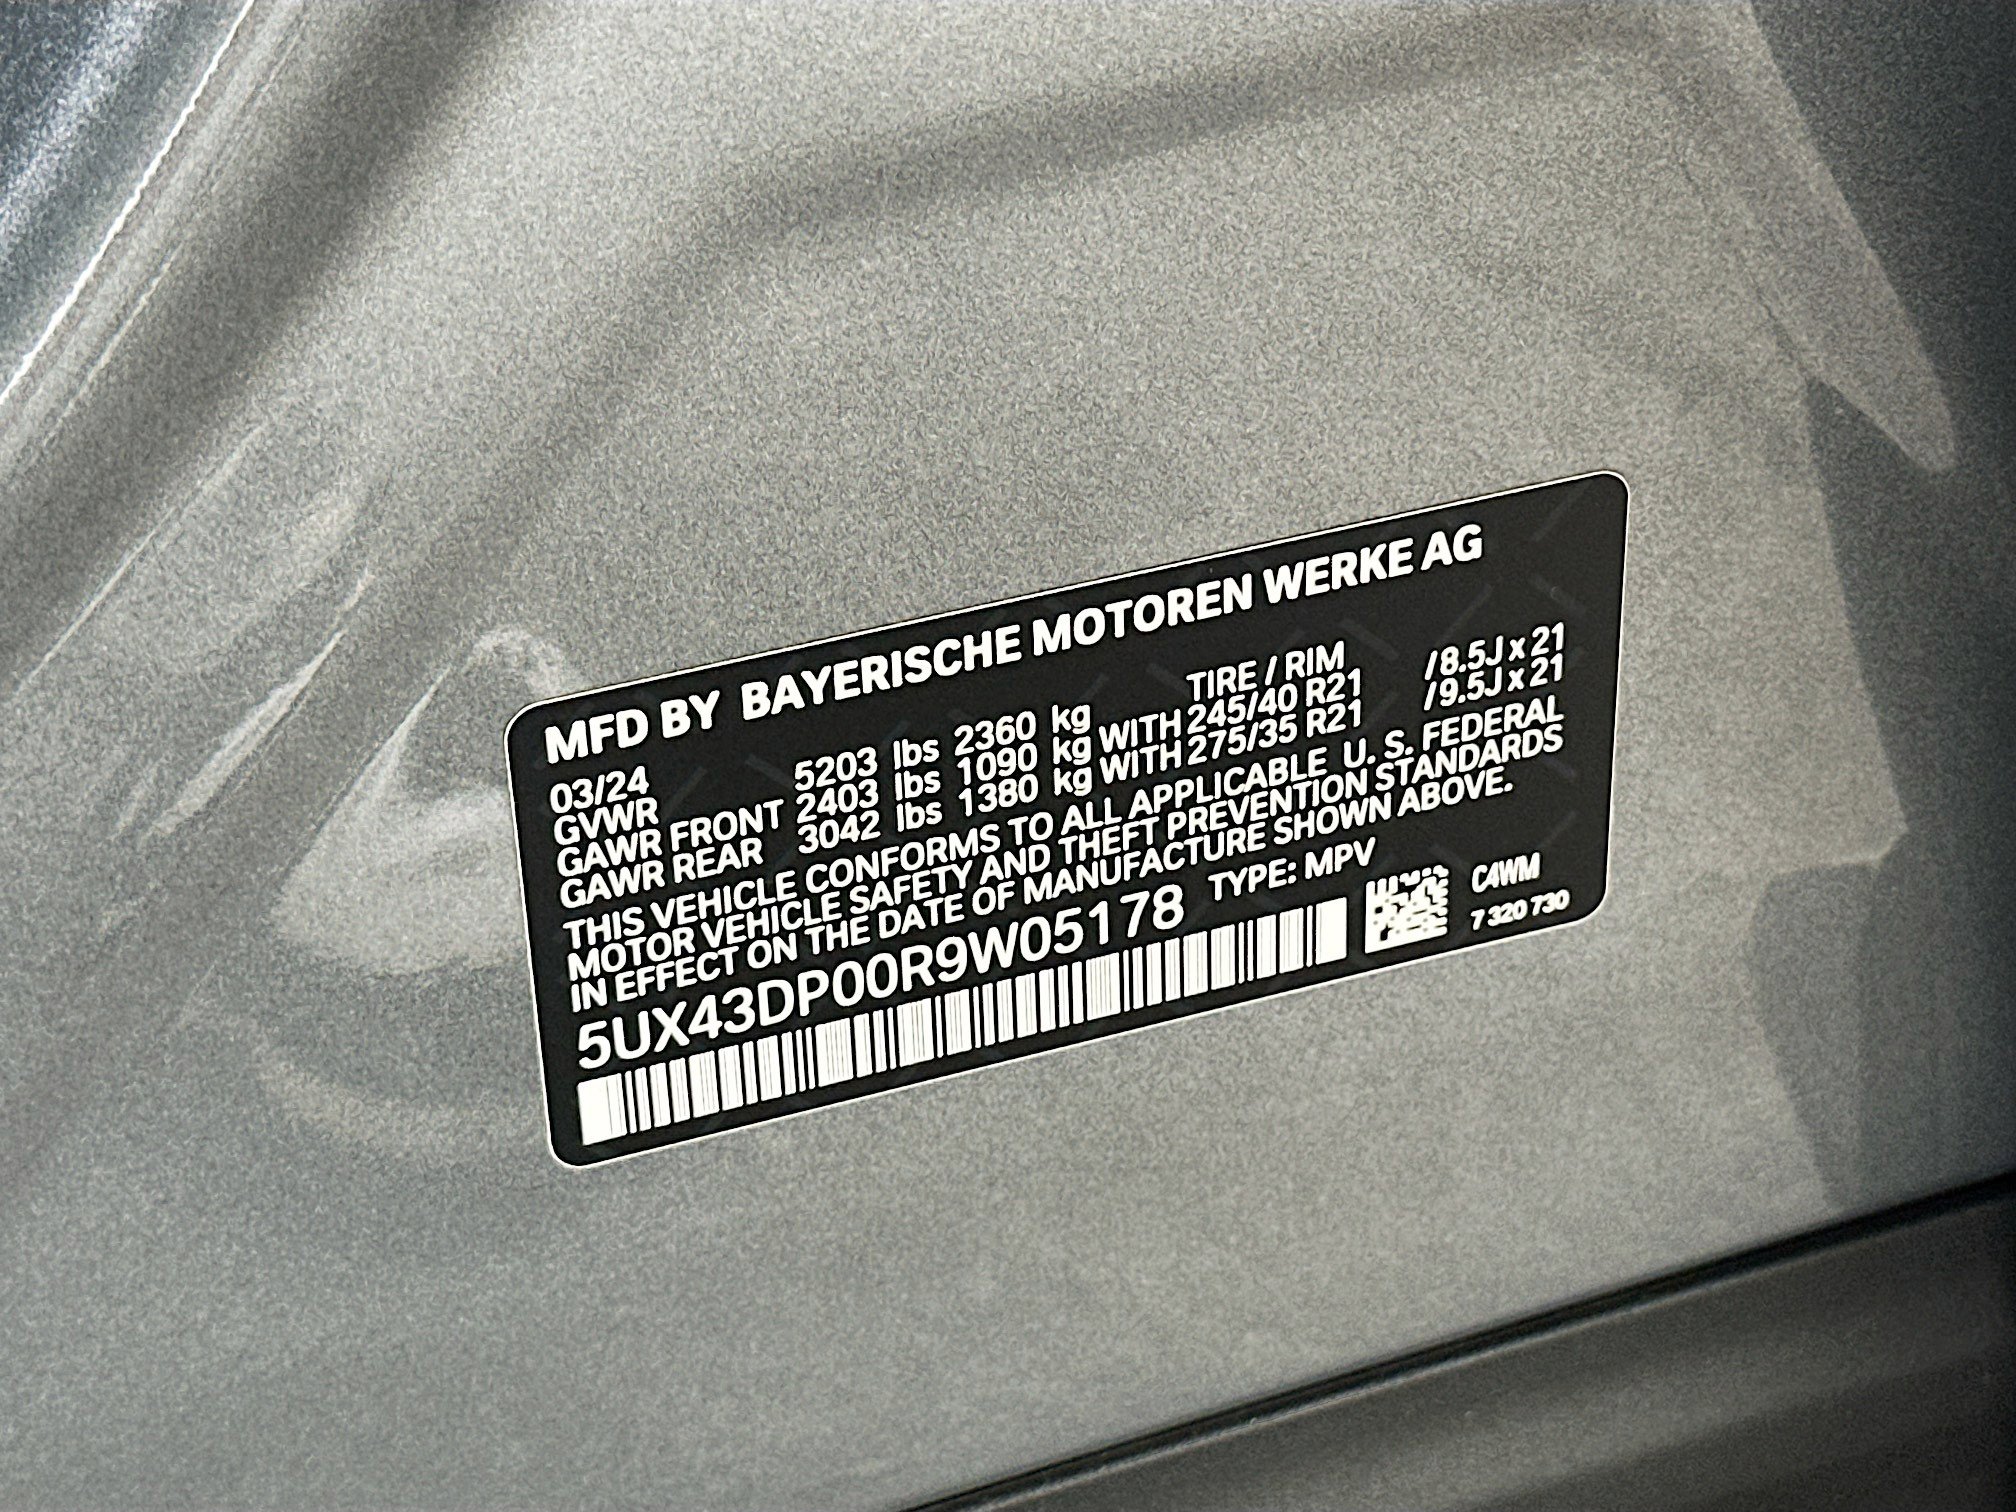 MFD BY BAYERISCHE MOTOREN WERKE AG
03/24 TIRE / RIM
GVWR 5203 lbs 2360 kg
GAWR FRONT 2403 lbs 1090 kg WITH 245/40 R21 /8.5J x 21
GAWR REAR 3042 lbs 1380 kg WITH 275/35 R21 /9.5J x 21
THIS VEHICLE CONFORMS TO ALL APPLICABLE U. S. FEDERAL
MOTOR VEHICLE SAFETY AND THEFT PREVENTION STANDARDS
IN EFFECT ON THE DATE OF MANUFACTURE SHOWN ABOVE.
5UX43DP00R9W05178 TYPE: MPV
C4WM
7 320 730